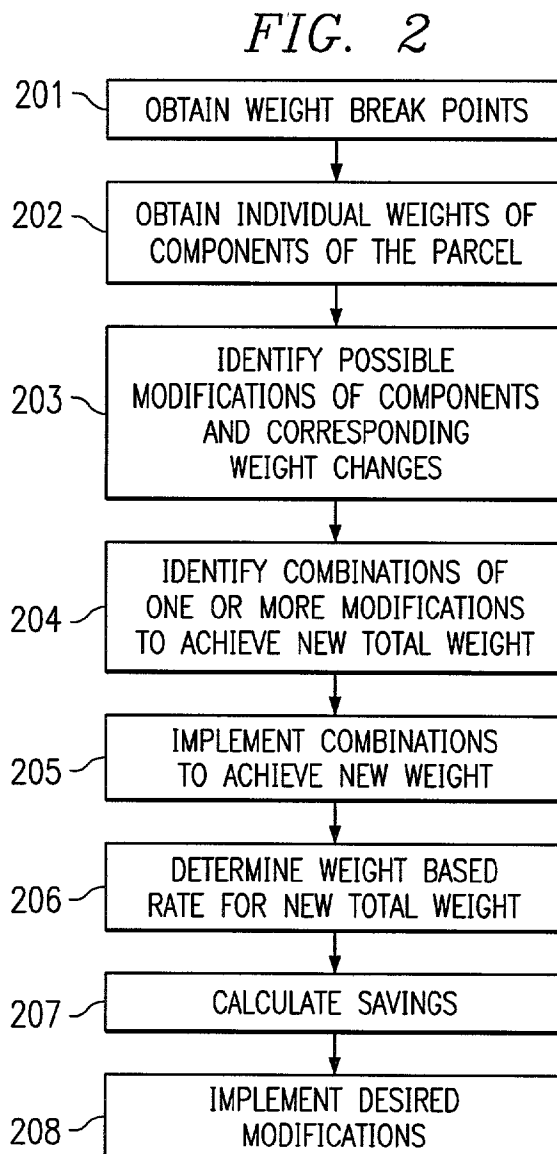 FIG. 2
201
OBTAIN WEIGHT BREAK POINTS
202
OBTAIN INDIVIDUAL WEIGHTS OF
COMPONENTS OF THE PARCEL
203
IDENTIFY POSSIBLE
MODIFICATIONS OF COMPONENTS
AND CORRESPONDING
WEIGHT CHANGES
204
IDENTIFY COMBINATIONS OF
ONE OR MORE MODIFICATIONS
TO ACHIEVE NEW TOTAL WEIGHT
205
IMPLEMENT COMBINATIONS
TO ACHIEVE NEW WEIGHT
206
DETERMINE WEIGHT BASED
RATE FOR NEW TOTAL WEIGHT
207
CALCULATE SAVINGS
208
IMPLEMENT DESIRED
MODIFICATIONS